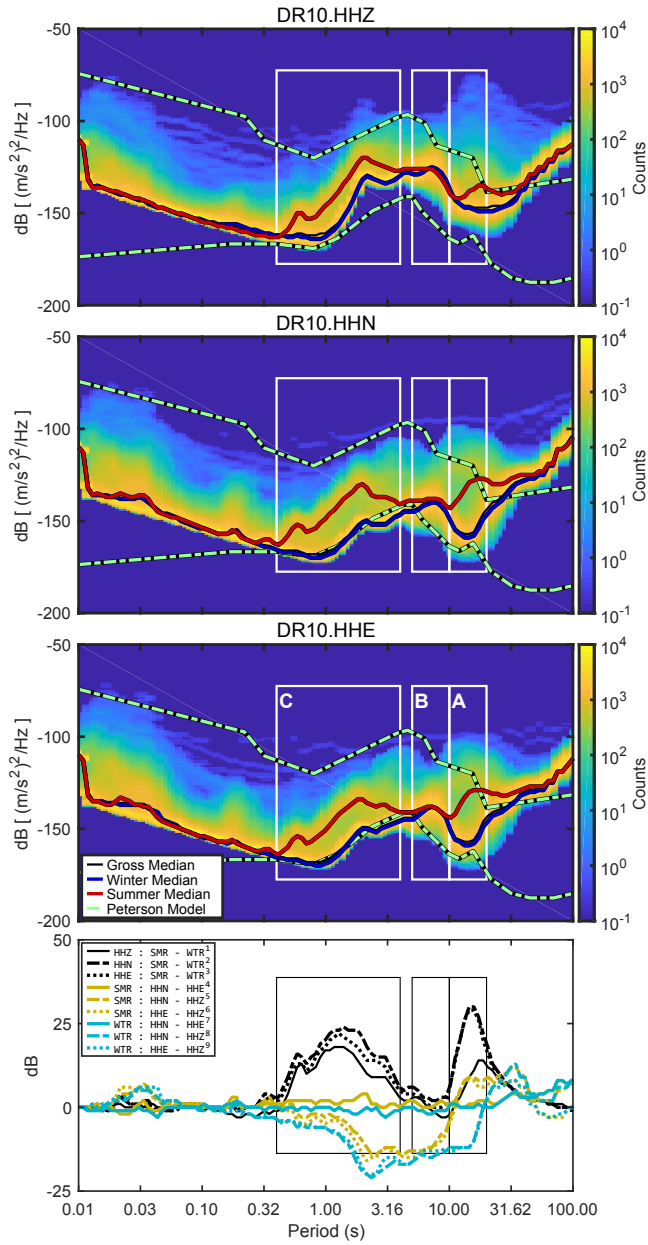 DR10.HHZ
dB [ (m/s²)²/Hz]
-50
-100
-150
-200
10⁴
10³
10²
10¹
10⁰
10⁻¹
Counts
DR10.HHN
dB [ (m/s²)²/Hz]
-50
-100
-150
-200
10⁴
10³
10²
10¹
10⁰
10⁻¹
Counts
DR10.HHE
dB [ (m/s²)²/Hz]
-50
-100
-150
-200
C
B
A
Gross Median
Winter Median
Summer Median
Peterson Model
10⁴
10³
10²
10¹
10⁰
10⁻¹
Counts
dB
50
25
0
-25
HHZ : SMR - WTR¹
HHN : SMR - WTR²
HHE : SMR - WTR³
SMR : HHN - HHE⁴
SMR : HHN - HHZ⁵
SMR : HHE - HHZ⁶
WTR : HHN - HHE⁷
WTR : HHN - HHZ⁸
WTR : HHE - HHZ⁹
0.01 0.03 0.10 0.32 1.00 3.16 10.00 31.62 100.00
Period (s)